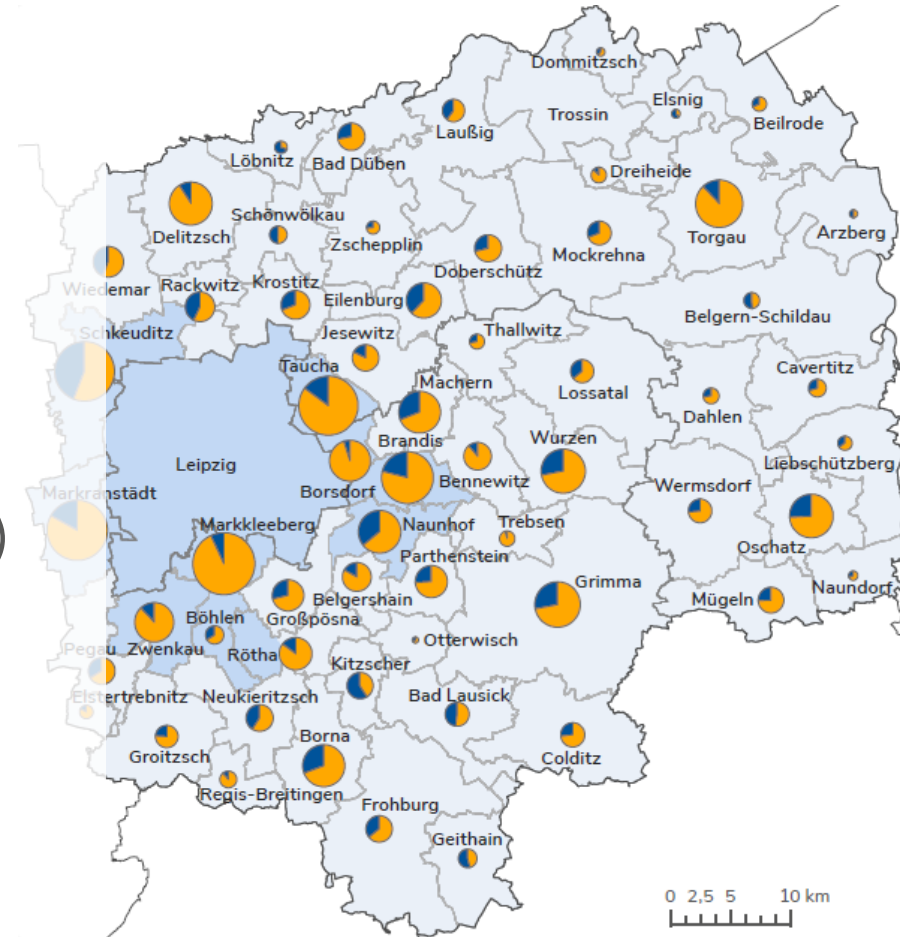 Dommitzsch
Elsnig
Trossin
Beilrode
Laußig
Löbnitz
Bad Düben
Dreiheide
Schönwölkau
Delitzsch
Zschepplin
Torgau
Arzberg
Mockrehna
Doberschütz
Wiedemar
Rackwitz
Krostitz
Eilenburg
Belgern-Schildau
Schkeuditz
Jesewitz
Thallwitz
Taucha
Machern
Lossatal
Cavertitz
Dahlen
Brandis
Wurzen
Leipzig
Liebschützberg
Bennewitz
Borsdorf
Wermsdorf
Markranstädt
Markkleeberg
Naunhof
Trebsen
Oschatz
Parthenstein
Grimma
Naundorf
Belgershain
Mügeln
Großpösna
Böhlen
Otterwisch
Pegau
Zwenkau
Rötha
Kitzscher
Elstertrebnitz
Neukieritzsch
Bad Lausick
Borna
Groitzsch
Colditz
Regis-Breitingen
Frohburg
Geithain
0 2,5 5 10 km